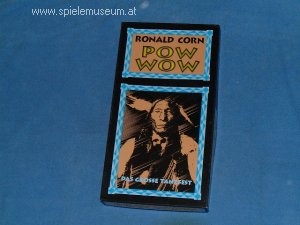 www.spielemuseum.at
RONALD CORN
POW
WOW
DAS GROSSE TANZFEST